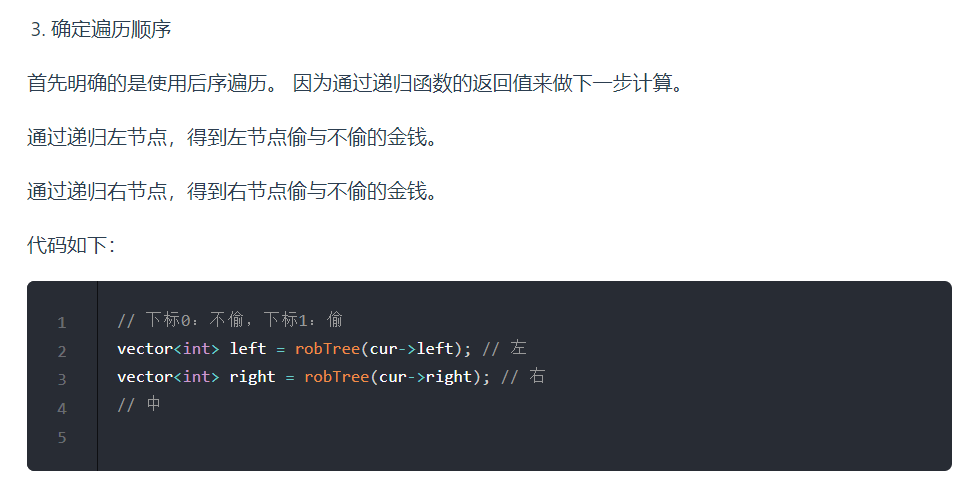 3. 确定遍历顺序
首先明确的是使用后序遍历。 因为通过递归函数的返回值来做下一步计算。
通过递归左节点，得到左节点偷与不偷的金钱。
通过递归右节点，得到右节点偷与不偷的金钱。
代码如下：
1 // 下标0：不偷，下标1：偷
2 vector<int> left = robTree(cur->left); // 左
3 vector<int> right = robTree(cur->right); // 右
4 // 中
5